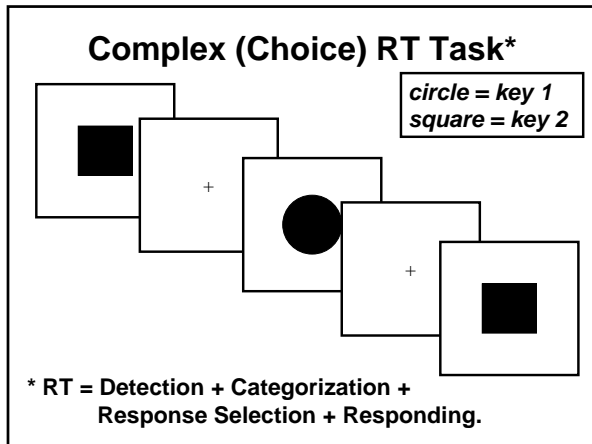 Complex (Choice) RT Task*
circle = key 1
square = key 2
* RT = Detection + Categorization +
Response Selection + Responding.